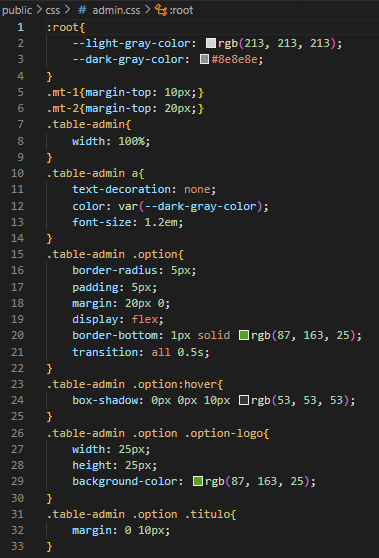 public > css > admin.css > :root
1 :root{
2     --light-gray-color: rgb(213, 213, 213);
3     --dark-gray-color: #8e8e8e;
4 }
5 .mt-1{margin-top: 10px;}
6 .mt-2{margin-top: 20px;}
7 .table-admin{
8     width: 100%;
9 }
10 .table-admin a{
11     text-decoration: none;
12     color: var(--dark-gray-color);
13     font-size: 1.2em;
14 }
15 .table-admin .option{
16     border-radius: 5px;
17     padding: 5px;
18     margin: 20px 0;
19     display: flex;
20     border-bottom: 1px solid rgb(87, 163, 25);
21     transition: all 0.5s;
22 }
23 .table-admin .option:hover{
24     box-shadow: 0px 0px 10px rgb(53, 53, 53);
25 }
26 .table-admin .option .option-logo{
27     width: 25px;
28     height: 25px;
29     background-color: rgb(87, 163, 25);
30 }
31 .table-admin .option .titulo{
32     margin: 0 10px;
33 }